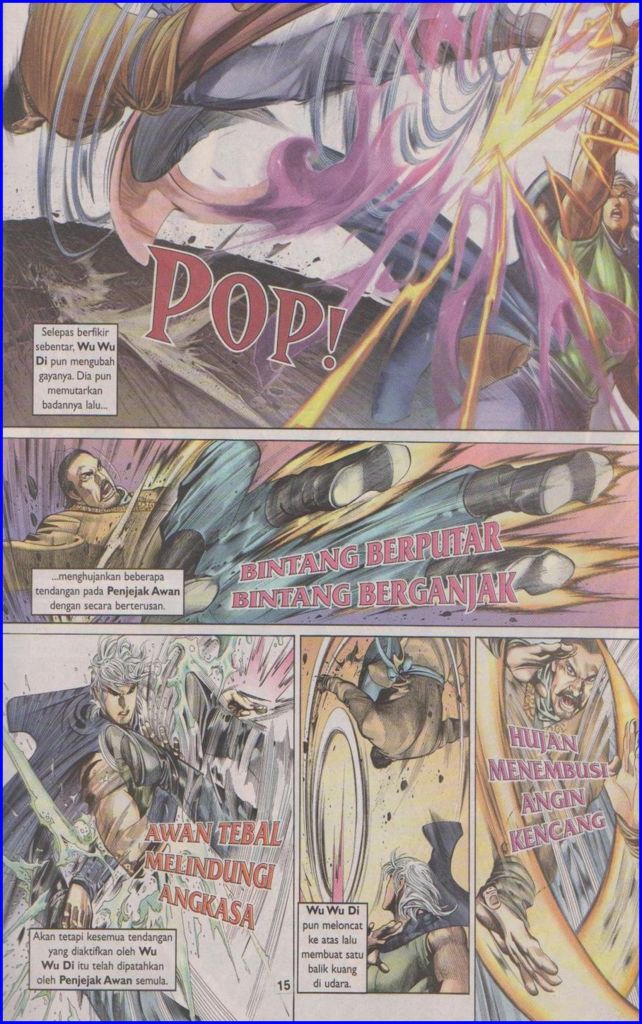 POP!
Selepas berfikir
sebentar, Wu Wu
Di pun mengubah
gayanya. Dia pun
memutarkan
badannya lalu...
BINTANG BERPUTAR
BINTANG BERGANJAK
...menghujankan beberapa
tendangan pada Penjejak Awan
dengan secara berterusan.
AWAN TEBAL
MELINDUNGI
ANGKASA
Akan tetapi kesemua tendangan
yang diaktifkan oleh Wu
Wu Di itu telah dipatahkan
oleh Penjejak Awan semula.
15
Wu Wu Di
pun meloncat
ke atas lalu
membuat satu
balik kuang
di udara.
HUJAN
MENEMBUSI
ANGIN
KENCANG